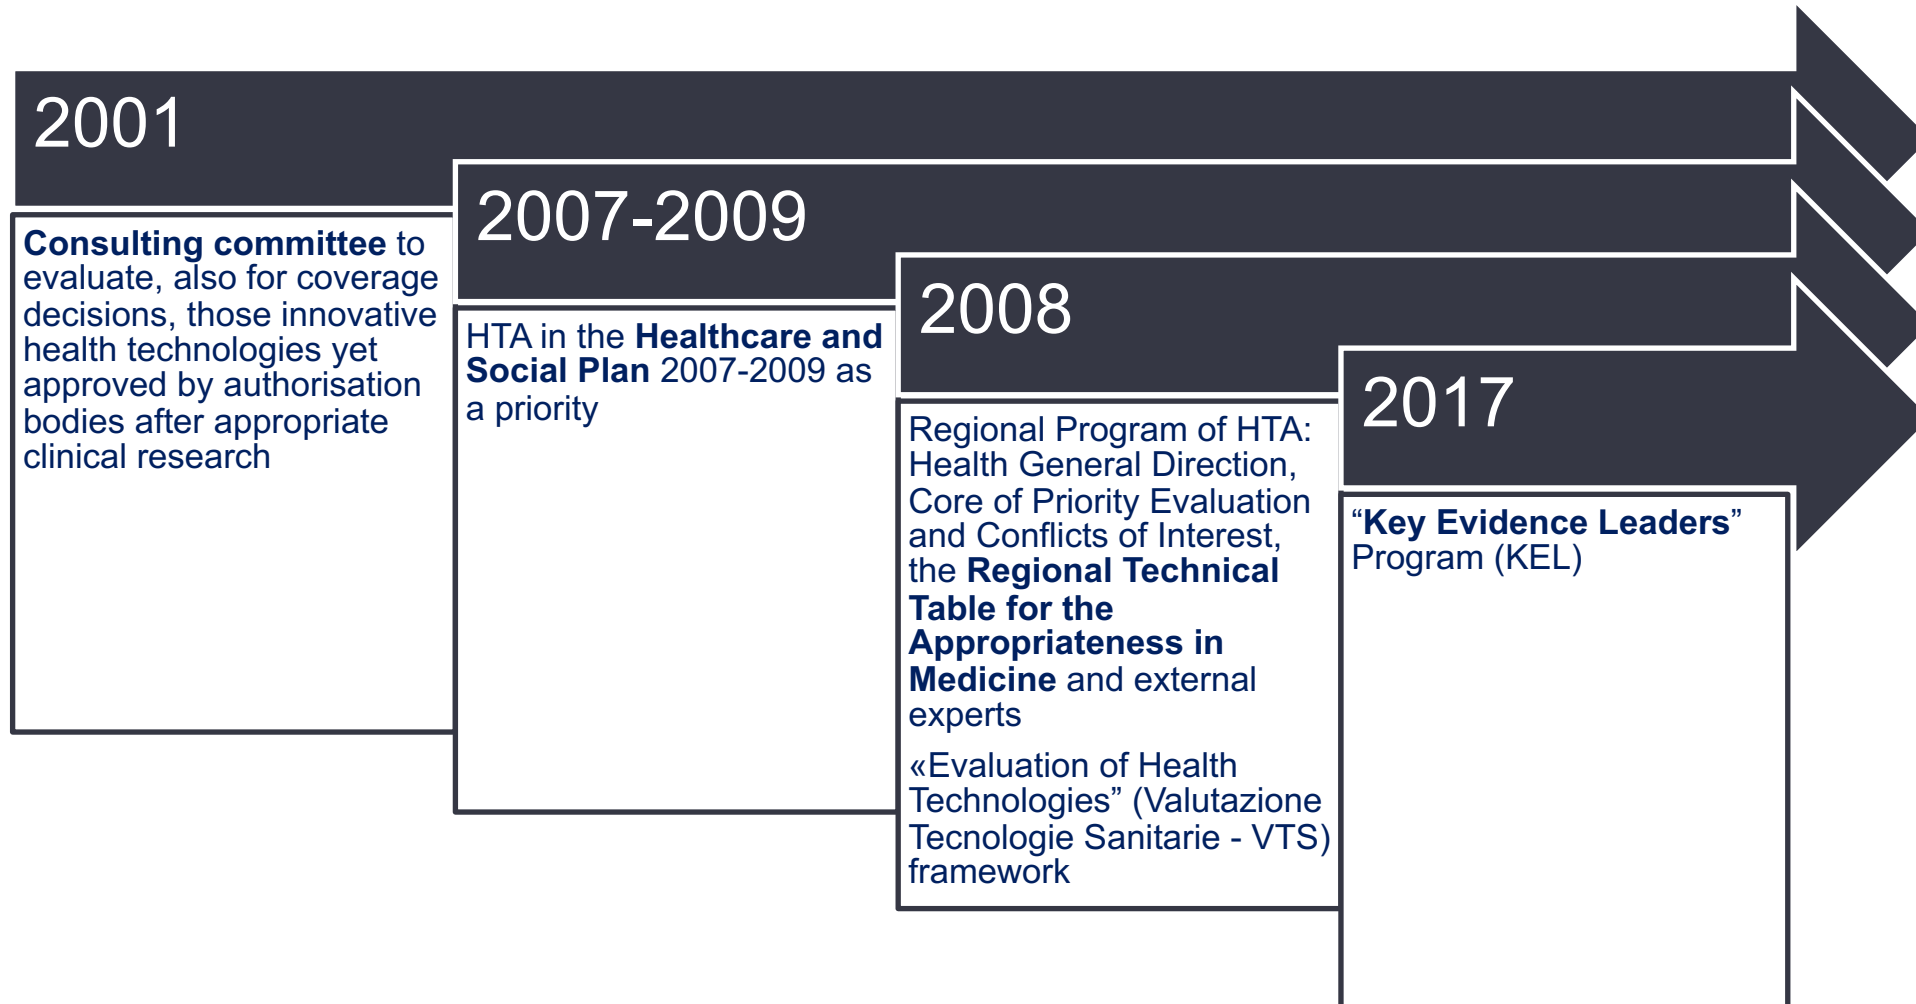 2001
Consulting committee to
evaluate, also for coverage
decisions, those innovative
health technologies yet
approved by authorisation
bodies after appropriate
clinical research
2007-2009
HTA in the Healthcare and
Social Plan 2007-2009 as
a priority
2008
Regional Program of HTA:
Health General Direction,
Core of Priority Evaluation
and Conflicts of Interest,
the Regional Technical
Table for the
Appropriateness in
Medicine and external
experts
«Evaluation of Health
Technologies” (Valutazione
Tecnologie Sanitarie - VTS)
framework
2017
“Key Evidence Leaders”
Program (KEL)